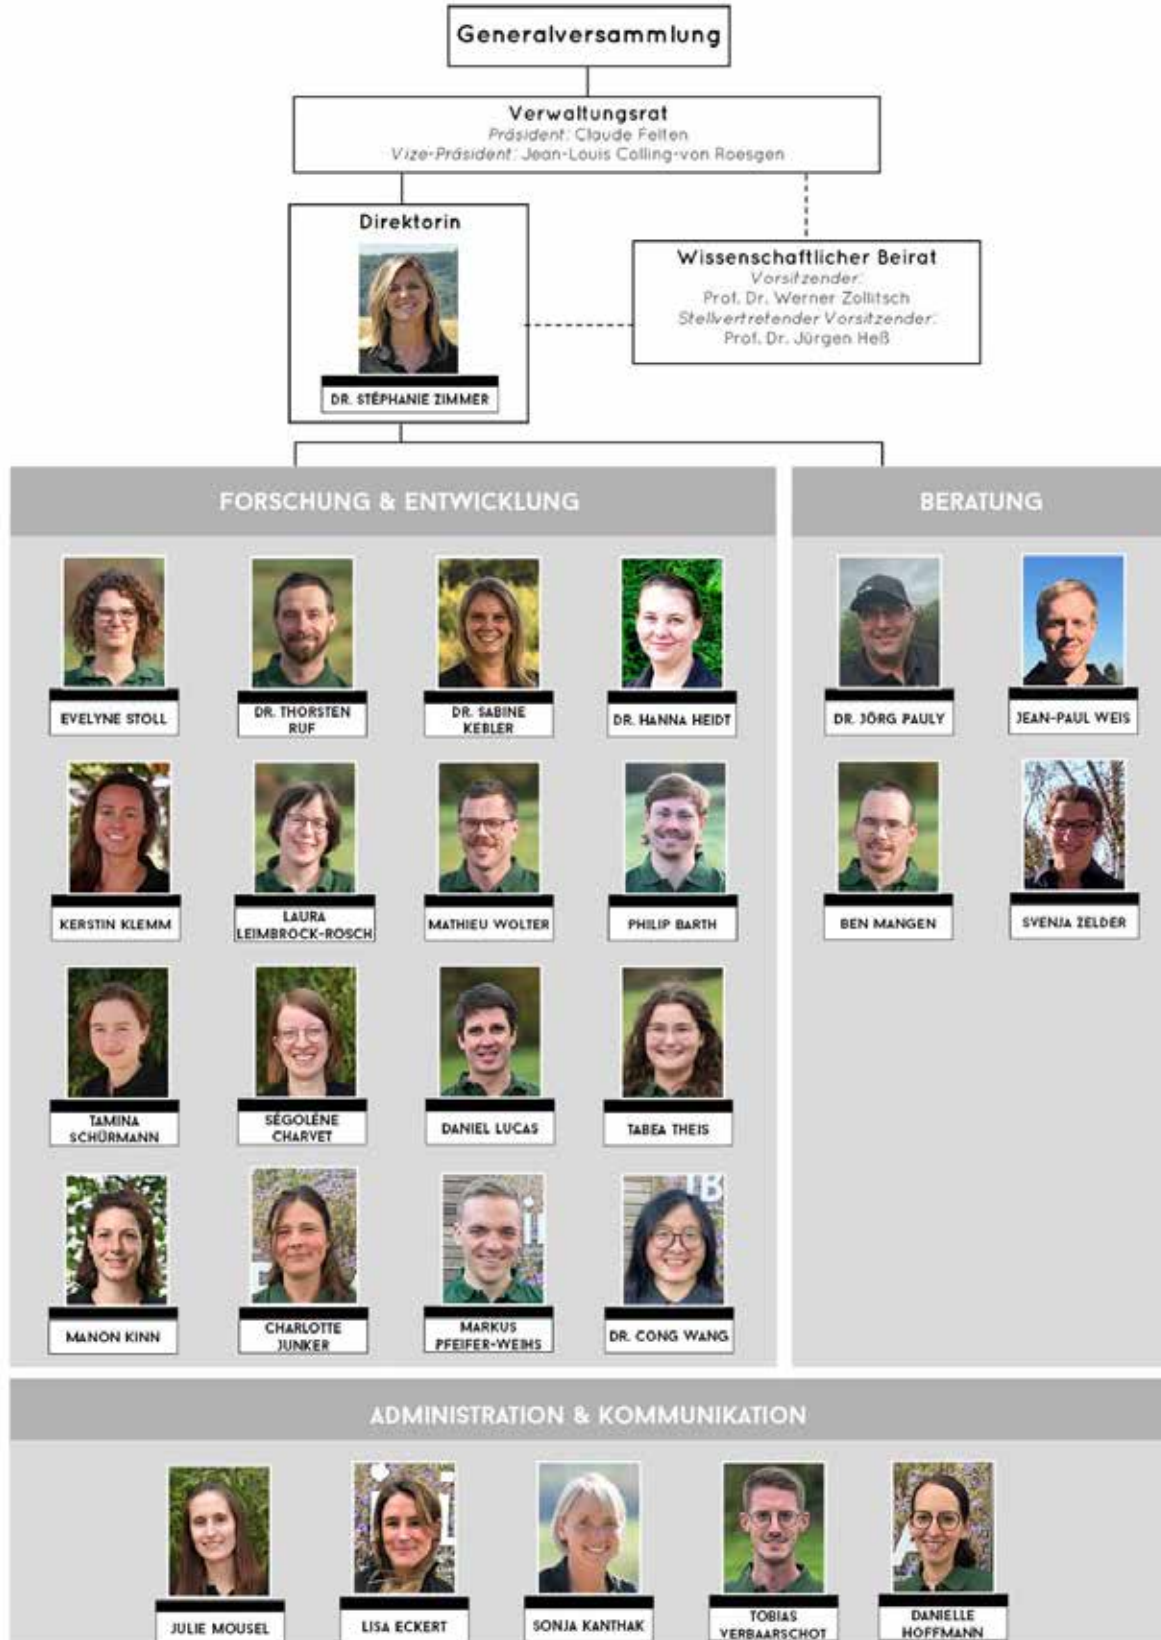 Generalversammlung
Verwaltungsrat
Präsident: Claude Felten
Vize-Präsident: Jean-Louis Colling-von Roesgen
Direktorin
DR. STÉPHANIE ZIMMER
Wissenschaftlicher Beirat
Vorsitzender:
Prof. Dr. Werner Zollitsch
Stellvertretender Vorsitzender:
Prof. Dr. Jürgen Heß
FORSCHUNG & ENTWICKLUNG
EVELYNE STOLL
DR. THORSTEN
RUF
DR. SABINE
KEßLER
DR. HANNA HEIDT
KERSTIN KLEMM
LAURA
LEIMBROCK-ROSCH
MATHIEU WOLTER
PHILIP BARTH
TAMINA
SCHÜRMANN
SÉGOLÈNE
CHARVET
DANIEL LUCAS
TABEA THEIS
MANON KINN
CHARLOTTE
JUNKER
MARKUS
PFEIFER-WEIHS
DR. CONG WANG
BERATUNG
DR. JÖRG PAULY
JEAN-PAUL WEIS
BEN MANGEN
SVENJA ZELDER
ADMINISTRATION & KOMMUNIKATION
JULIE MOUSEL
LISA ECKERT
SONJA KANTHAK
TOBIAS
VERBAARSCHOT
DANIELLE
HOFFMANN